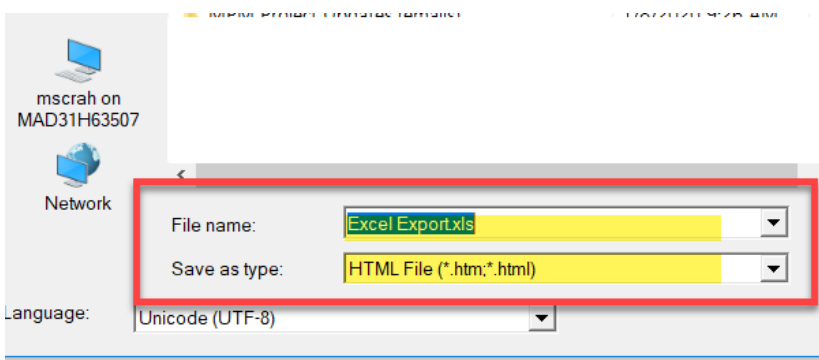 mscrah on
MAD31H63507
Network
File name:
Excel Export.xls
Save as type:
HTML File (*.htm;*.html)
Language:
Unicode (UTF-8)